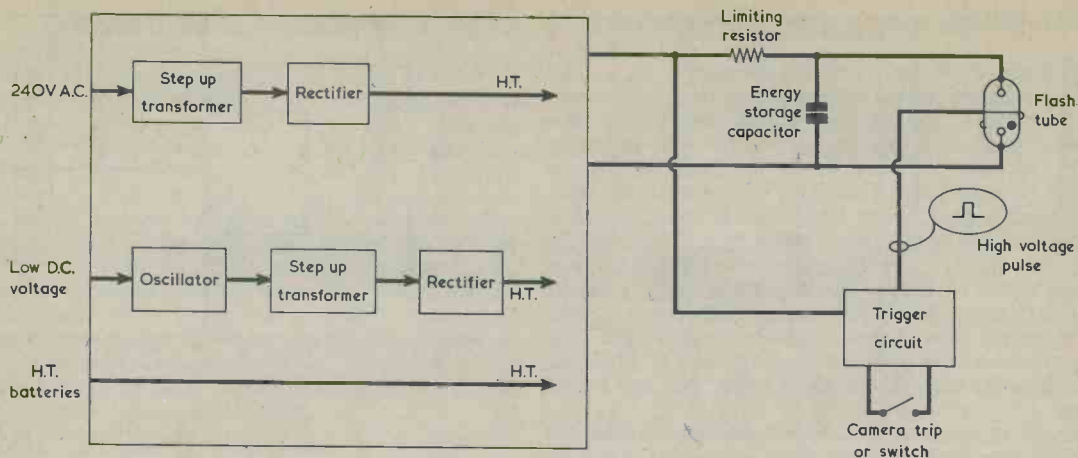 240V A.C.
Step up
transformer
Rectifier
H.T.
Low D.C.
voltage
Oscillator
Step up
transformer
Rectifier
H.T.
H.T.
batteries
H.T.
Limiting
resistor
Energy
storage
capacitor
Flash
tube
High voltage
pulse
Trigger
circuit
Camera trip
or switch